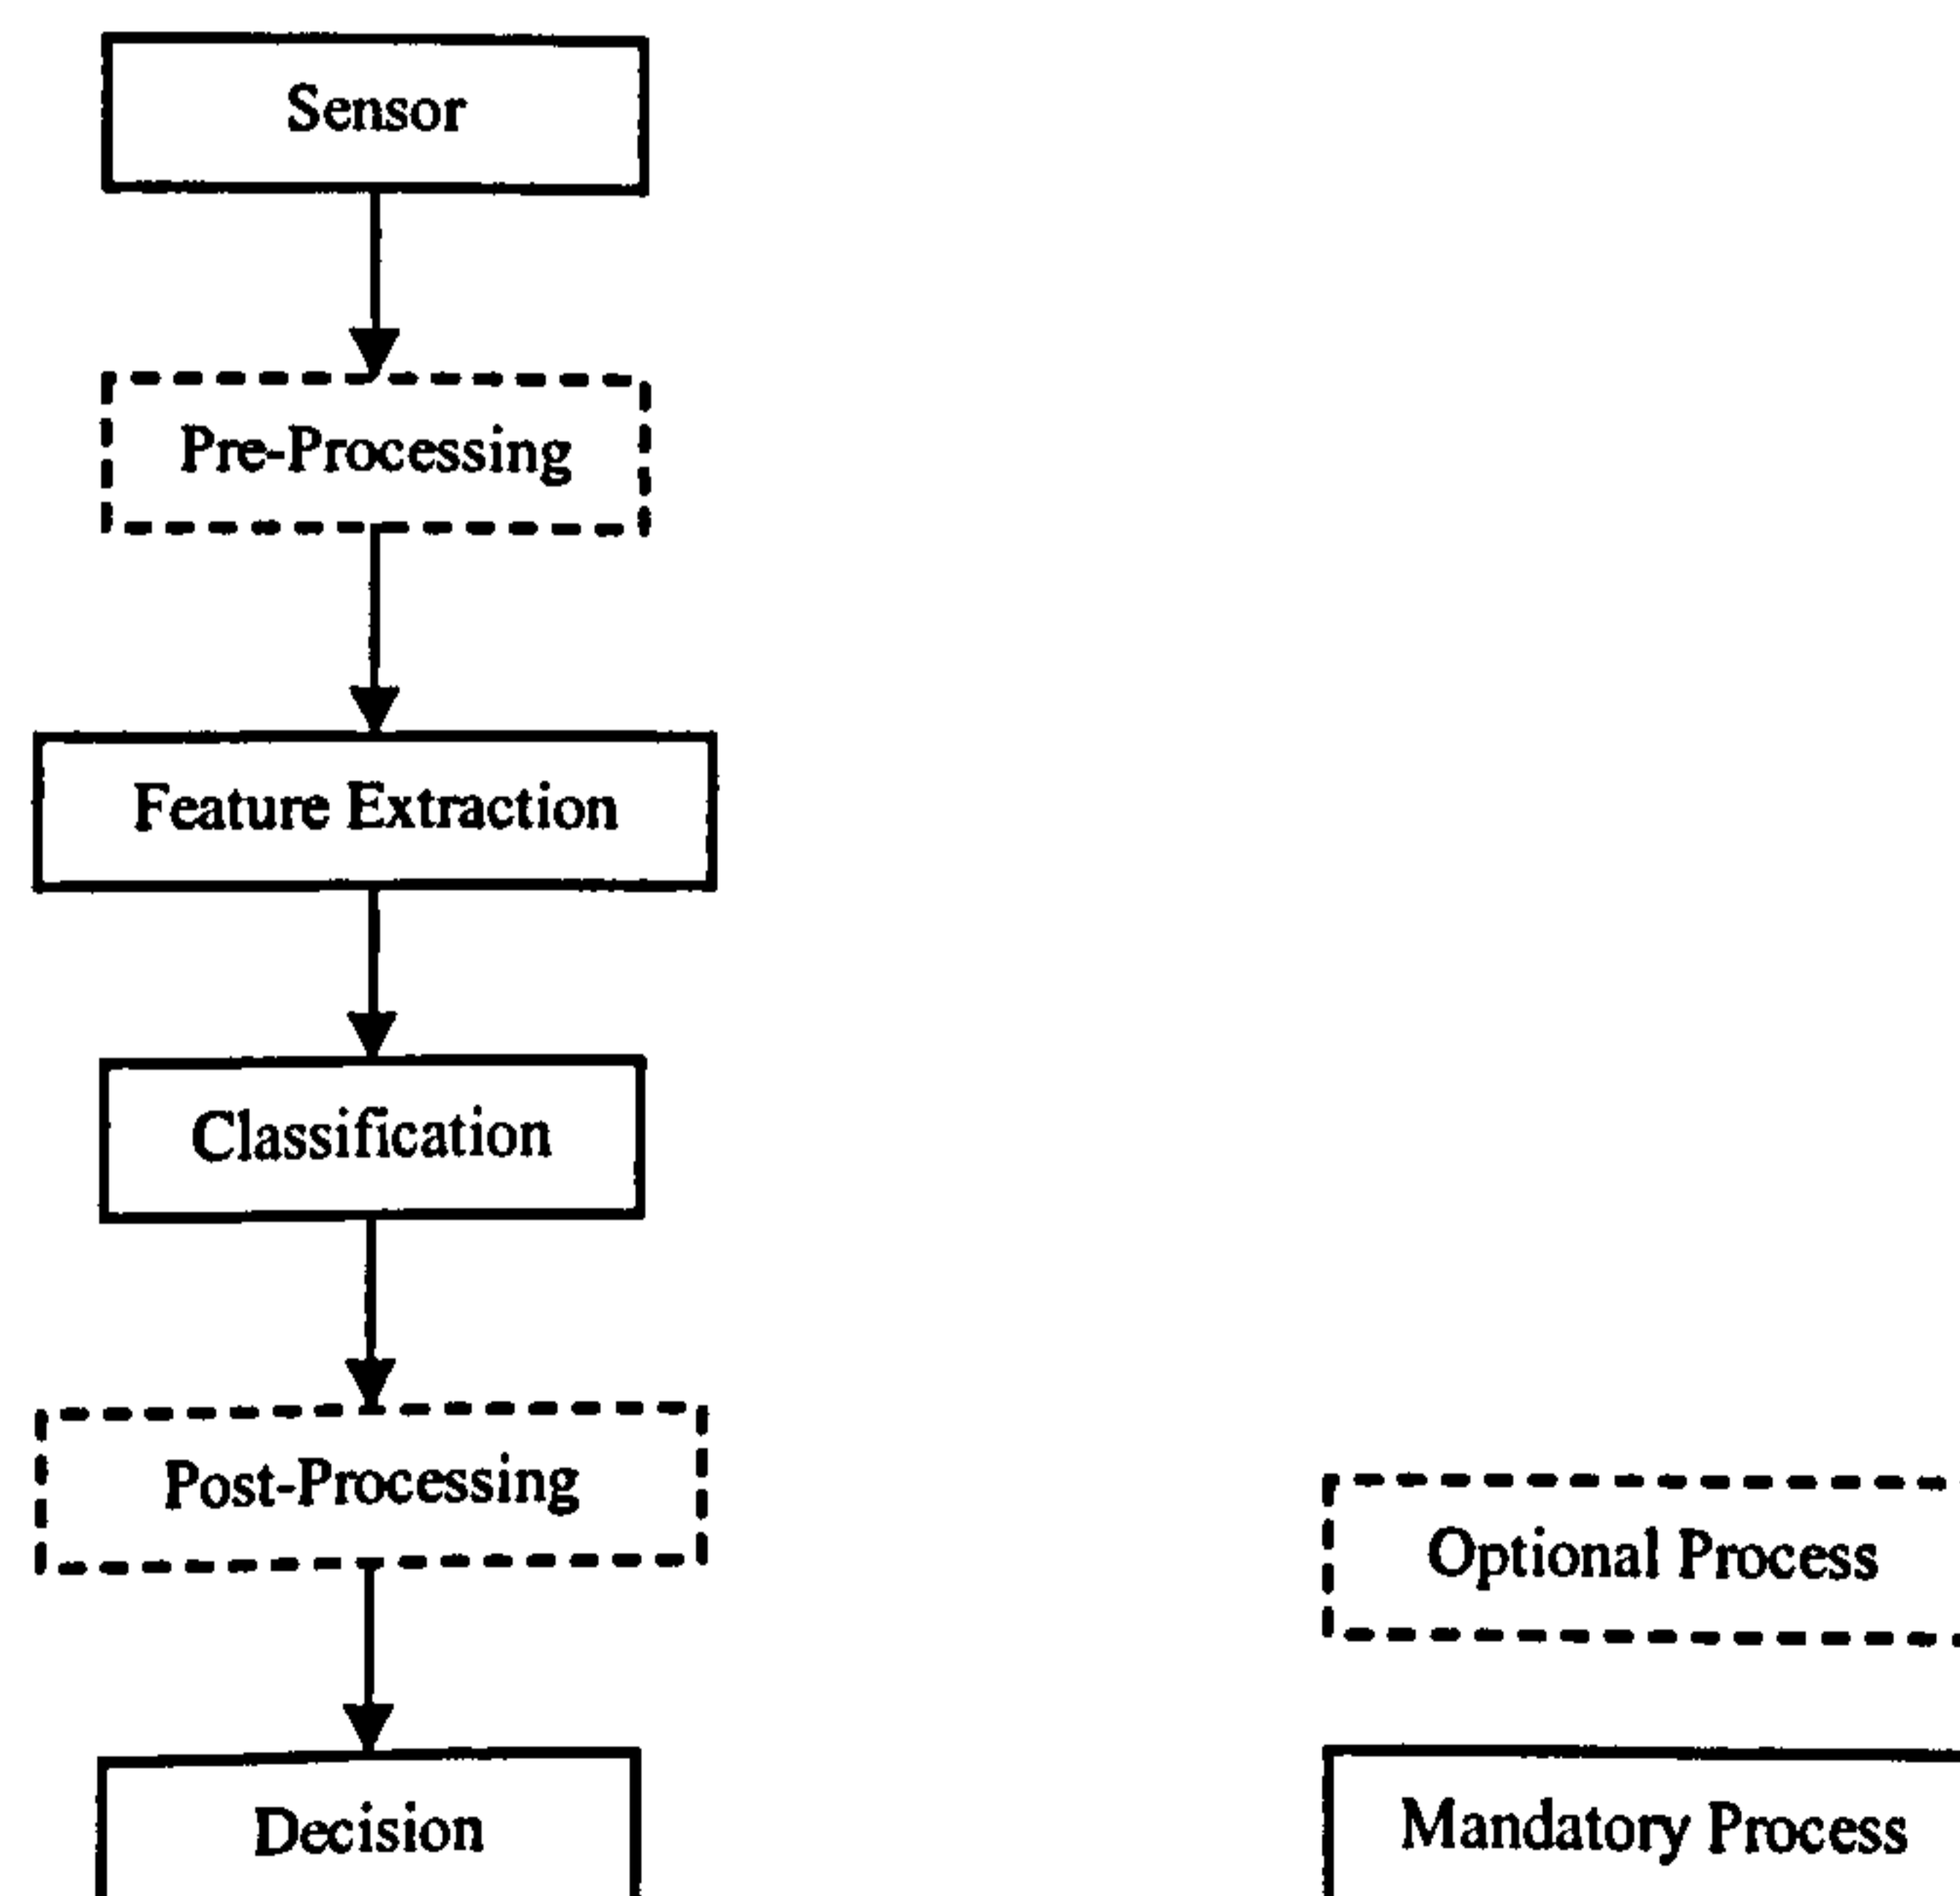 Sensor
Pre-Processing
Feature Extraction
Classification
Post-Processing
Optional Process
Decision
Mandatory Process